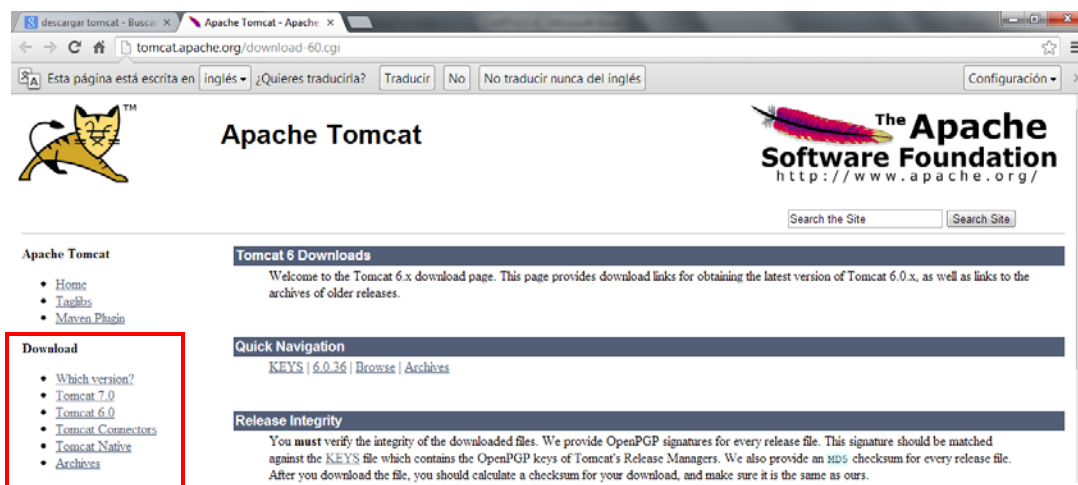 descargar tomcat - Busca
Apache Tomcat - Apache
tomcat.apache.org/download-60.cgi
Esta página está escrita en inglés ¿Quieres traducirla? Traducir No No traducir nunca del inglés Configuración
TM
Apache Tomcat
The Apache
Software Foundation
http://www.apache.org/
Search the Site Search Site
Apache Tomcat
Home
Taglibs
Maven Plugin
Download
Which version?
Tomcat 7.0
Tomcat 6.0
Tomcat Connectors
Tomcat Native
Archives
Tomcat 6 Downloads
Welcome to the Tomcat 6.x download page. This page provides download links for obtaining the latest version of Tomcat 6.0.x, as well as links to the
archives of older releases.
Quick Navigation
KEYS | 6.0.36 | Browse | Archives
Release Integrity
You must verify the integrity of the downloaded files. We provide OpenPGP signatures for every release file. This signature should be matched
against the KEYS file which contains the OpenPGP keys of Tomcat's Release Managers. We also provide an MD5 checksum for every release file.
After you download the file, you should calculate a checksum for your download, and make sure it is the same as ours.